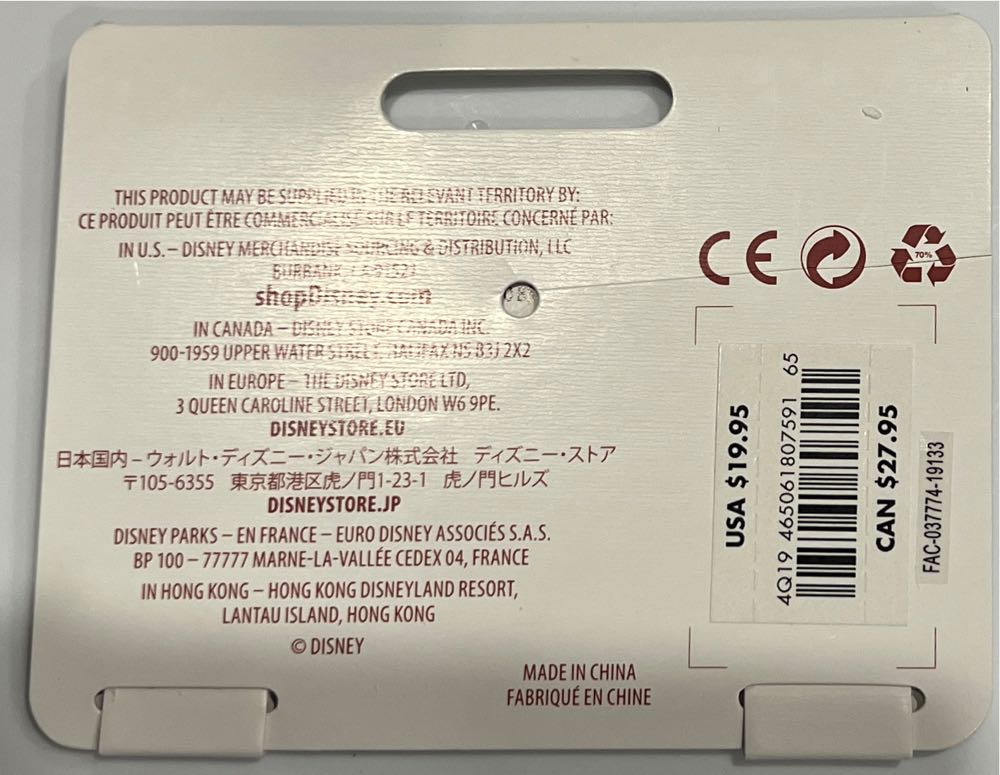 THIS PRODUCT MAY BE SUPPLIED IN THE RELEVANT TERRITORY BY:
CE PRODUIT PEUT ÊTRE COMMERCIALISÉ SUR LE TERRITOIRE CONCERNÉ PAR:
IN U.S. – DISNEY MERCHANDISE SOURCING & DISTRIBUTION, LLC
BURBANK, CA 91521
shopDisney.com
IN CANADA – DISNEY STORE CANADA INC.
900-1959 UPPER WATER STREET, HALIFAX NS B3J 2X2
IN EUROPE – THE DISNEY STORE LTD,
3 QUEEN CAROLINE STREET, LONDON W6 9PE.
DISNEYSTORE.EU
日本国内 – ウォルト・ディズニー・ジャパン株式会社 ディズニー・ストア
〒105-6355 東京都港区虎ノ門1-23-1 虎ノ門ヒルズ
DISNEYSTORE.JP
DISNEY PARKS – EN FRANCE – EURO DISNEY ASSOCIÉS S.A.S.
BP 100 – 77777 MARNE-LA-VALLÉE CEDEX 04, FRANCE
IN HONG KONG – HONG KONG DISNEYLAND RESORT,
LANTAU ISLAND, HONG KONG
© DISNEY
MADE IN CHINA
FABRIQUÉ EN CHINE
CE
70%
USA $19.95
4Q19 465061807591 65
CAN $27.95
FAC-037774-19133